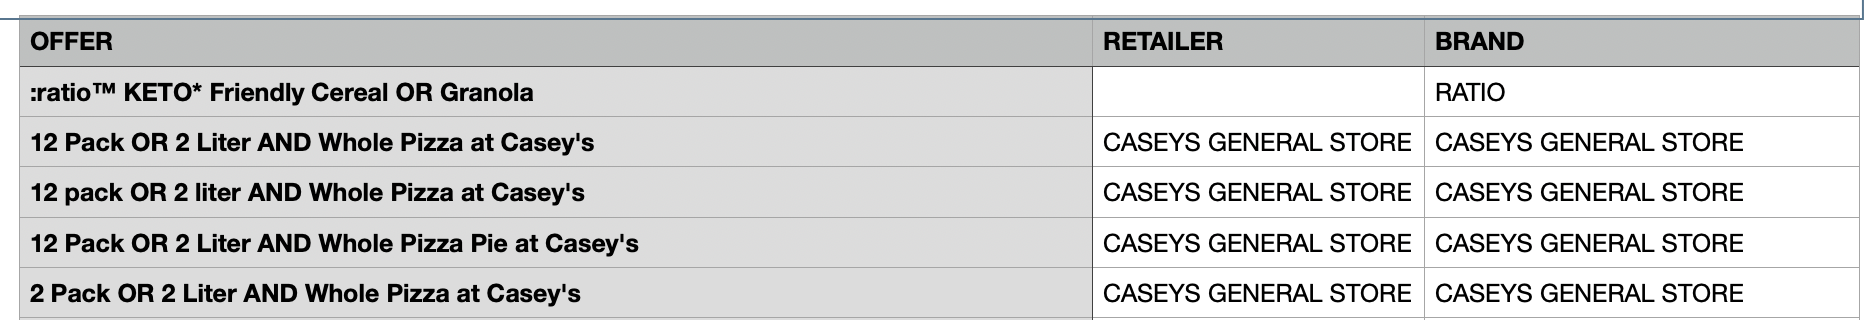 OFFER RETAILER BRAND
:ratio™ KETO* Friendly Cereal OR Granola RATIO
12 Pack OR 2 Liter AND Whole Pizza at Casey's CASEYS GENERAL STORE CASEYS GENERAL STORE
12 pack OR 2 liter AND Whole Pizza at Casey's CASEYS GENERAL STORE CASEYS GENERAL STORE
12 Pack OR 2 Liter AND Whole Pizza Pie at Casey's CASEYS GENERAL STORE CASEYS GENERAL STORE
2 Pack OR 2 Liter AND Whole Pizza at Casey's CASEYS GENERAL STORE CASEYS GENERAL STORE